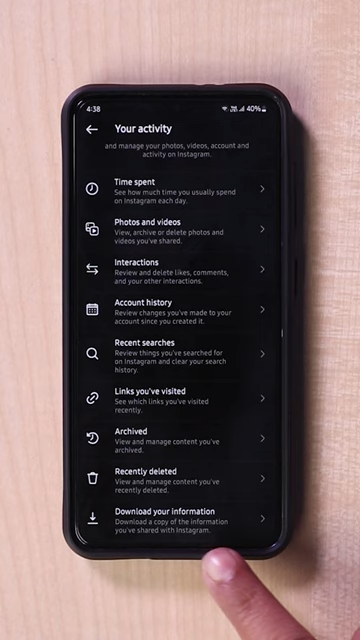 4:38
40%
Your activity
and manage your photos, videos, account and
activity on Instagram.
Time spent
See how much time you usually spend
on Instagram each day.
Photos and videos
View, archive or delete photos and
videos you've shared.
Interactions
Review and delete likes, comments,
and your other interactions.
Account history
Review changes you've made to your
account since you created it.
Recent searches
Review things you've searched for
on Instagram and clear your search
history.
Links you've visited
See which links you've visited
recently.
Archived
View and manage content you've
archived.
Recently deleted
View and manage content you've
recently deleted.
Download your information
Download a copy of the information
you've shared with Instagram.